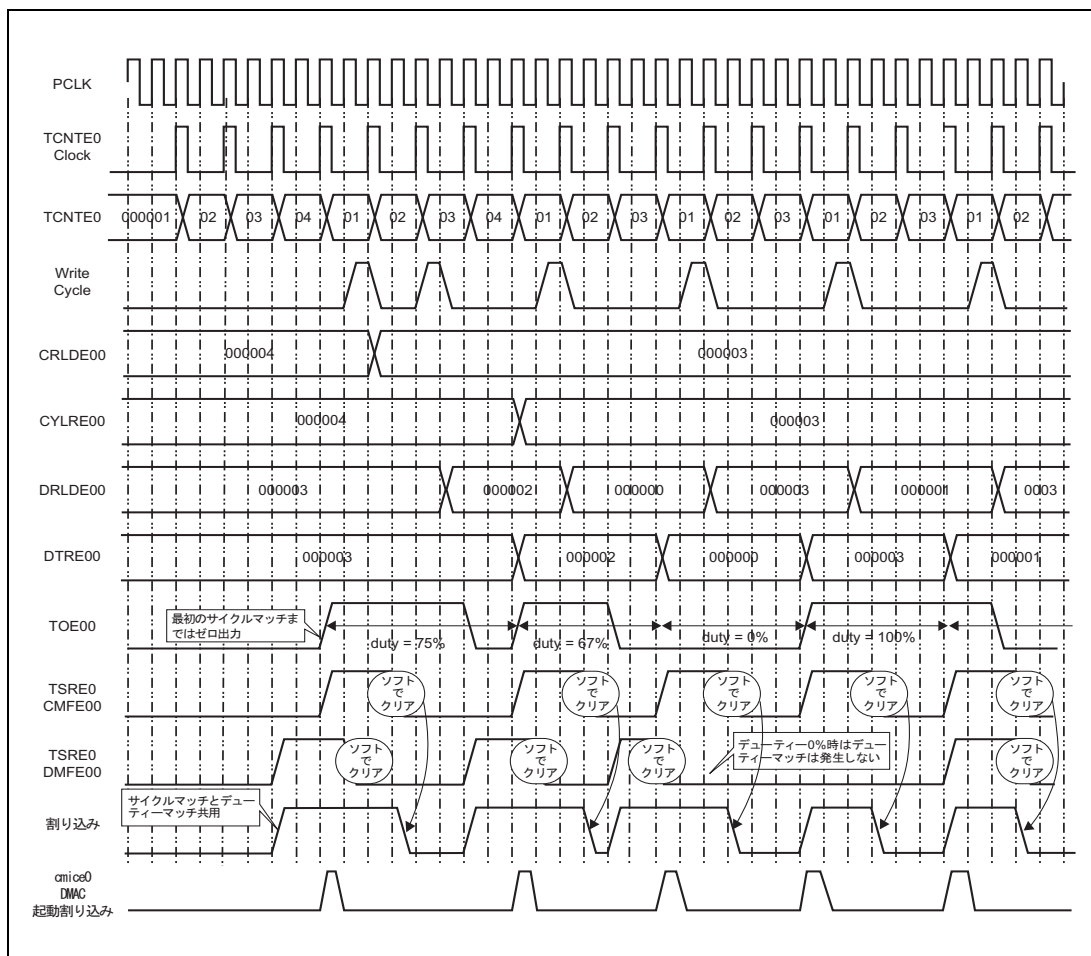 PCLK
TCNTE0
Clock
TCNTE0
000001 02 03 04 01 02 03 04 01 02 03 01 02 03 01 02 03 01 02
Write
Cycle
CRLDE00
000004 000003
CYLRE00
000004 000003
DRLDE00
000003 000002 000000 000003 000001 0003
DTRE00
000003 000002 000000 000003 000001
TOE00
最初のサイクルマッチま
ではゼロ出力
duty = 75% duty = 67% duty = 0% duty = 100%
TSRE0
CMFE00
ソフト
で
クリア
ソフト
で
クリア
ソフト
で
クリア
ソフト
で
クリア
ソフト
で
クリア
TSRE0
DMFE00
ソフト
で
クリア
ソフト
で
クリア
ソフト
で
クリア
デューティー0%時はデュー
ティーマッチは発生しない
ソフト
で
クリア
サイクルマッチとデュー
ティーマッチ共用
割り込み
cmice0
DMAC
起動割り込み